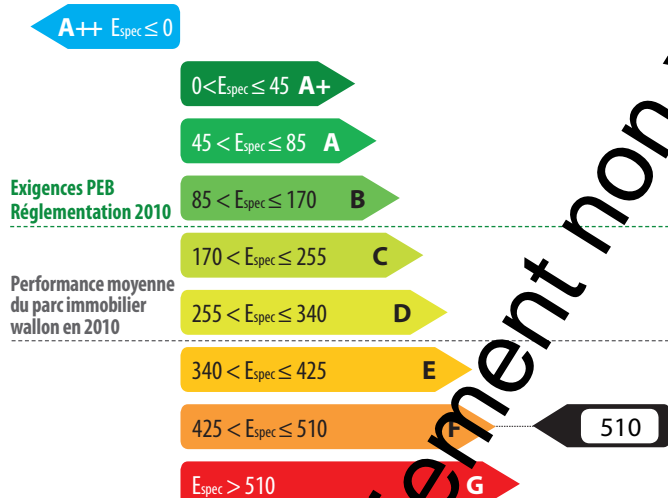 A++ Espec ≤ 0
0<Espec ≤ 45 A+
45 < Espec ≤ 85 A
Exigences PEB
Réglementation 2010
85 < Espec ≤ 170 B
170 < Espec ≤ 255 C
Performance moyenne
du parc immobilier
wallon en 2010
255 < Espec ≤ 340 D
340 < Espec ≤ 425 E
425 < Espec ≤ 510 F
510
Espec > 510 G
ement non